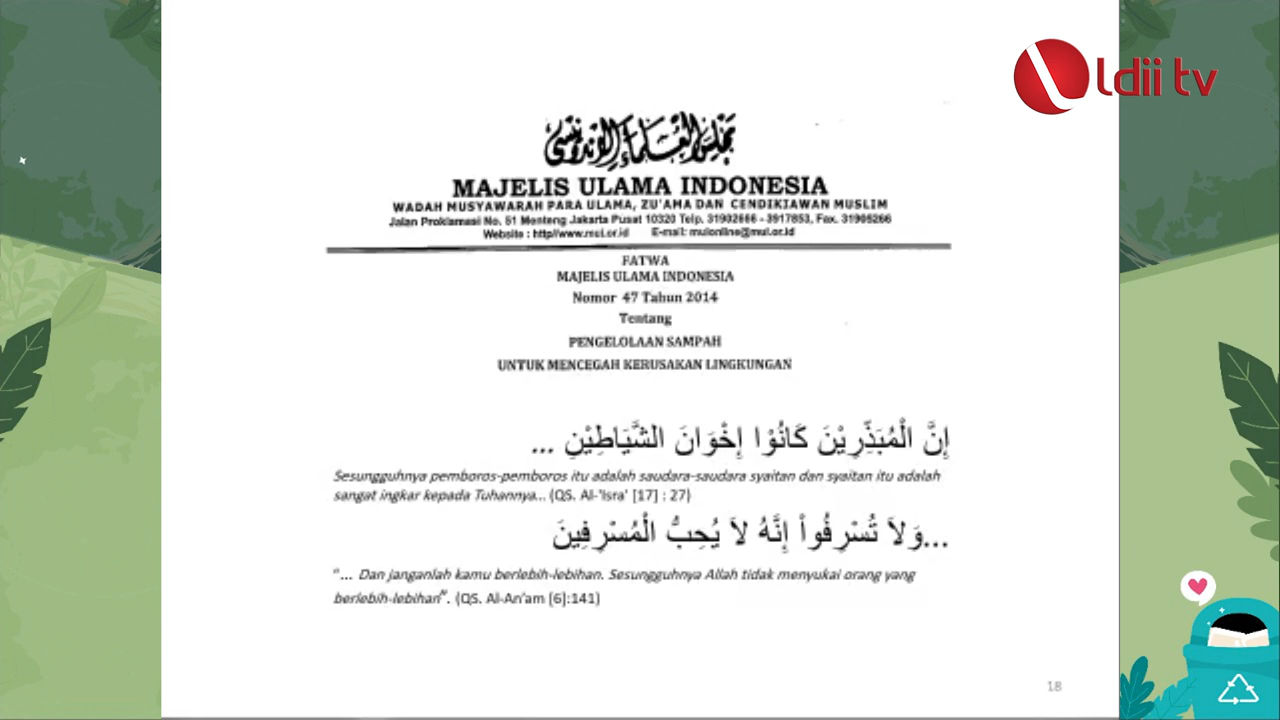 ldii tv
مجلس العلماء الإندونيسي
MAJELIS ULAMA INDONESIA
WADAH MUSYAWARAH PARA ULAMA, ZU'AMA DAN CENDIKIAWAN MUSLIM
Jalan Proklamasi No. 51 Menteng Jakarta Pusat 10320 Telp. 31902666 - 3917853, Fax. 31905266
Website : http//www.mui.or.id E-mail: muionline@mui.or.id
FATWA
MAJELIS ULAMA INDONESIA
Nomor 47 Tahun 2014
Tentang
PENGELOLAAN SAMPAH
UNTUK MENCEGAH KERUSAKAN LINGKUNGAN
إِنَّ الْمُبَذِّرِيْنَ كَانُوْا إِخْوَانَ الشَّيَاطِيْنِ ...
Sesungguhnya pemboros-pemboros itu adalah saudara-saudara syaitan dan syaitan itu adalah
sangat ingkar kepada Tuhannya... (QS. Al-'Isra' [17] : 27)
...وَلاَ تُسْرِفُواْ إِنَّهُ لاَ يُحِبُّ الْمُسْرِفِينَ
"... Dan janganlah kamu berlebih-lebihan. Sesungguhnya Allah tidak menyukai orang yang
berlebih-lebihan". (QS. Al-An'am [6]:141)
18